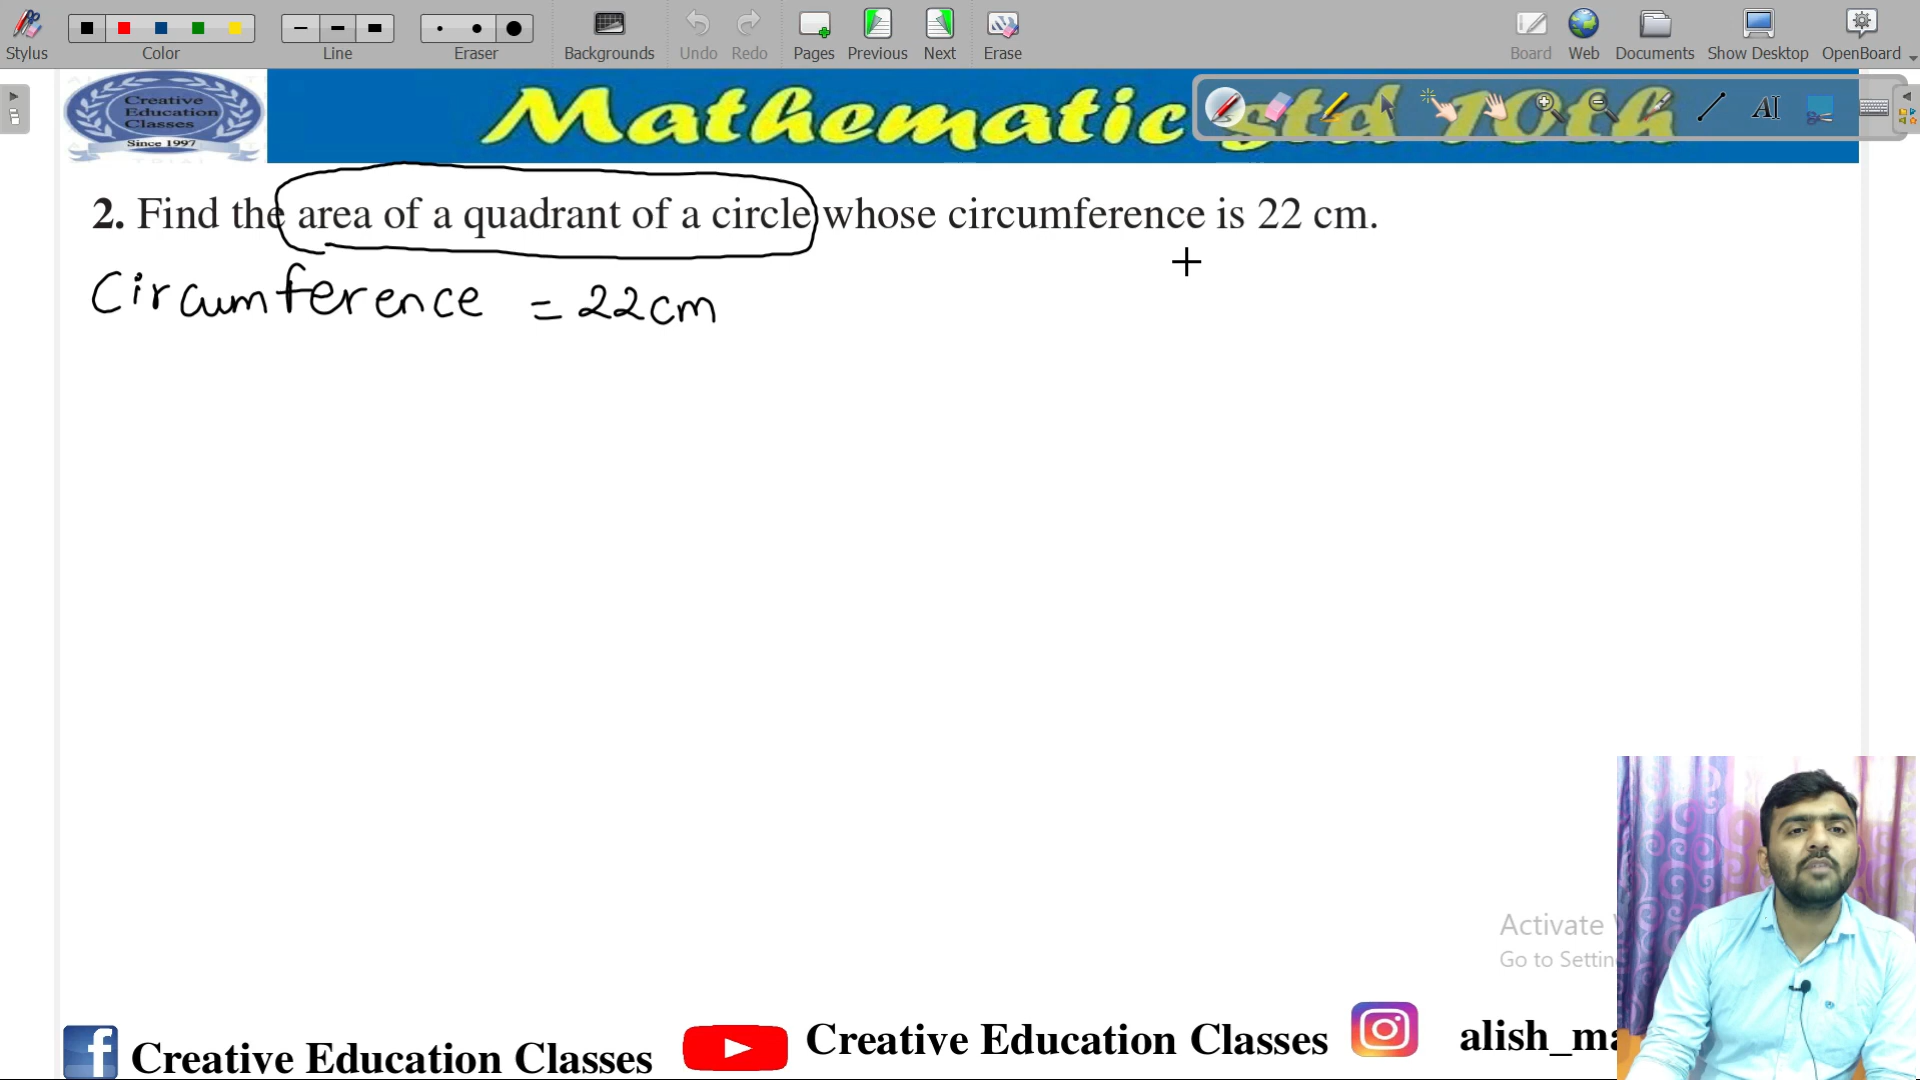 Stylus
Color
Line
Eraser
Backgrounds
Undo
Redo
Pages
Previous
Next
Erase
Board
Web
Documents
Show Desktop
OpenBoard
Creative
Education
Classes
Since 1997
Mathematic std 10th
2. Find the area of a quadrant of a circle whose circumference is 22 cm.
Circumference = 22cm
Activate
Go to Settin
Creative Education Classes
Creative Education Classes
alish_ma